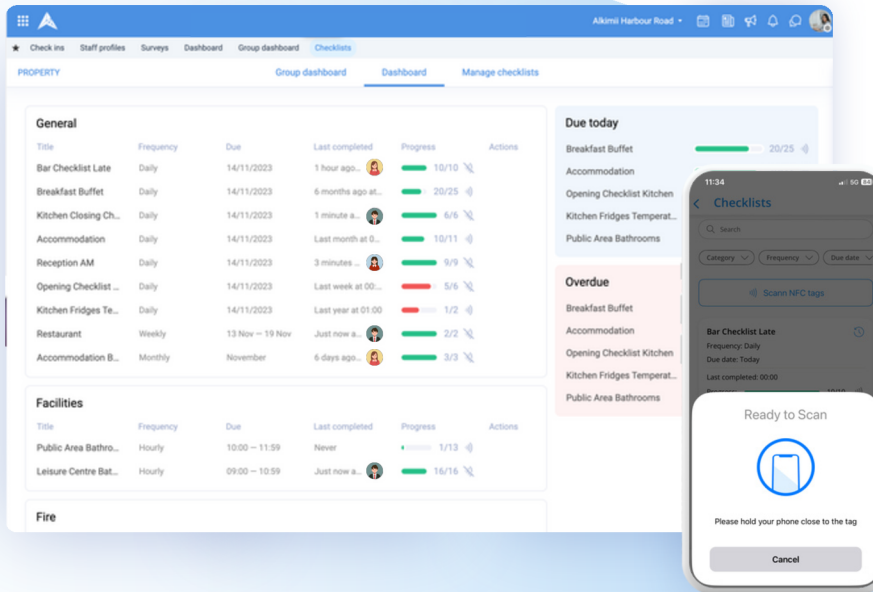 Alkimii Harbour Road
Check ins Staff profiles Surveys Dashboard Group dashboard Checklists
PROPERTY Group dashboard Dashboard Manage checklists
General
Title Frequency Due Last completed Progress Actions
Bar Checklist Late Daily 14/11/2023 1 hour ago... 10/10
Breakfast Buffet Daily 14/11/2023 6 months ago at... 20/25
Kitchen Closing Ch... Daily 14/11/2023 1 minute a... 6/6
Accommodation Daily 14/11/2023 Last month at 0... 10/11
Reception AM Daily 14/11/2023 3 minutes ... 9/9
Opening Checklist ... Daily 14/11/2023 Last week at 00:... 5/6
Kitchen Fridges Te... Daily 14/11/2023 Last year at 01:00 1/2
Restaurant Weekly 13 Nov – 19 Nov Just now a... 2/2
Accommodation B... Monthly November 6 days ago... 3/3
Facilities
Title Frequency Due Last completed Progress Actions
Public Area Bathro... Hourly 10:00 – 11:59 Never 1/13
Leisure Centre Bat... Hourly 09:00 – 10:59 Just now a... 16/16
Fire
Due today
Breakfast Buffet 20/25
Accommodation
Opening Checklist Kitchen
Kitchen Fridges Temperat...
Public Area Bathrooms
Overdue
Breakfast Buffet
Accommodation
Opening Checklist Kitchen
Kitchen Fridges Temperat...
Public Area Bathrooms
11:34 5G 64
Checklists
Search
Category Frequency Due date
Scann NFC tags
Bar Checklist Late
Frequency: Daily
Due date: Today
Last completed: 00:00
Ready to Scan
Please hold your phone close to the tag
Cancel